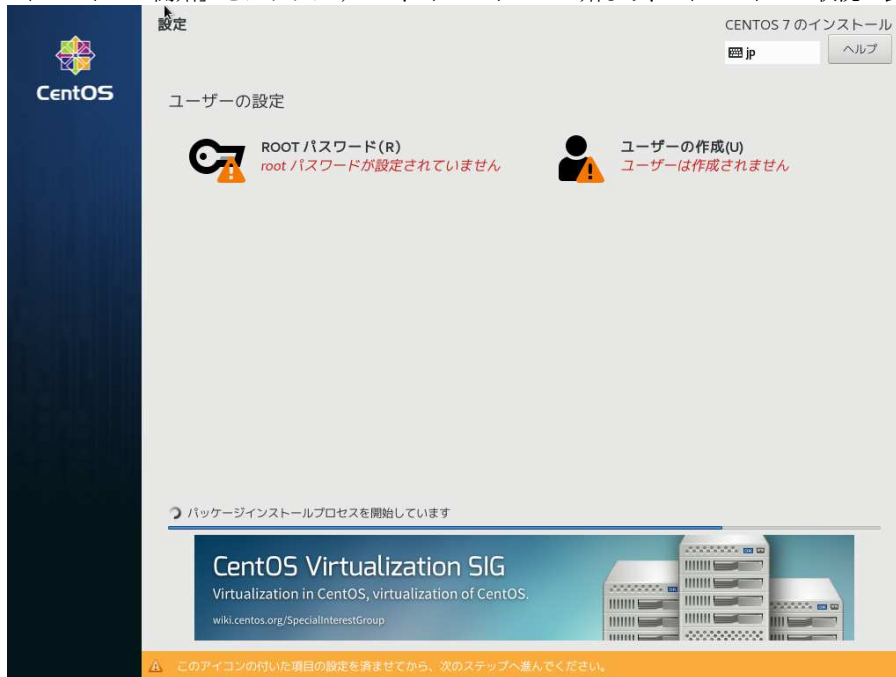 設定
CENTOS 7 のインストール
jp
ヘルプ
CentOS
ユーザーの設定
ROOT パスワード(R)
root パスワードが設定されていません
ユーザーの作成(U)
ユーザーは作成されません
パッケージインストールプロセスを開始しています
CentOS Virtualization SIG
Virtualization in CentOS, virtualization of CentOS.
wiki.centos.org/SpecialInterestGroup
このアイコンの付いた項目の設定を済ませてから、次のステップへ進んでください。